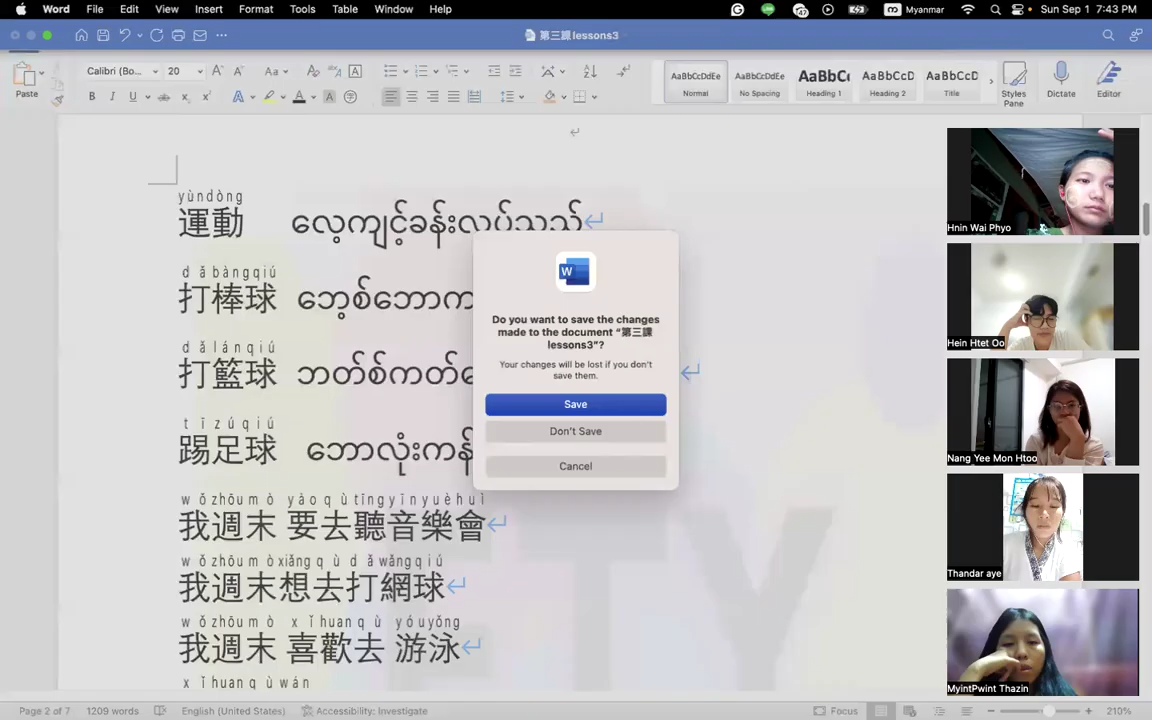 Word File Edit View Insert Format Tools Table Window Help
47 Myanmar Sun Sep 1 7:43 PM
第三課lessons3
Calibri (Bo... 20
Paste
AaBbCcDdEe AaBbCcDdEe AaBbCc AaBbCcD AaBbCcD
Normal No Spacing Heading 1 Heading 2 Title
Styles Pane Dictate Editor
yùndòng
運動 လေ့ကျင့်ခန်းလုပ်သည်
dǎbàngqiú
打棒球 ဘေ့စ်ဘော
dǎlánqiú
打籃球 ဘတ်စ်ကတ်
tīzúqiú
踢足球 ဘောလုံးကန်
wǒzhōumò yàoqùtīngyīnyuèhuì
我週末 要去聽音樂會
wǒzhōumòxiǎngqù dǎwǎngqiú
我週末想去打網球
wǒzhōumò xǐhuanqù yóuyǒng
我週末 喜歡去 游泳
xǐhuanqùwán
Do you want to save the changes
made to the document “第三課
lessons3”?
Your changes will be lost if you don't
save them.
Save
Don't Save
Cancel
Hnin Wai Phyo
Hein Htet Oo
Nang Yee Mon Htoo
Thandar aye
MyintPwint Thazin
Page 2 of 7 1209 words English (United States) Accessibility: Investigate Focus 210%